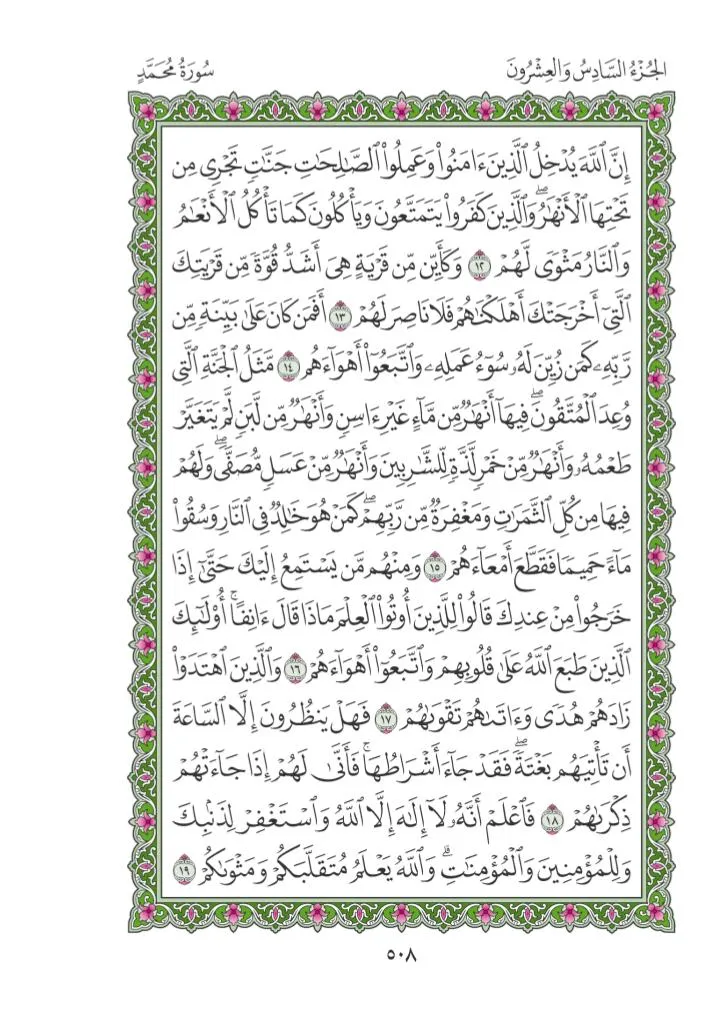 الجُزْءُ السَّادِسُ وَالعِشْرُونَ
سُورَةُ مُحَمَّدٍ
إِنَّ ٱللَّهَ يُدْخِلُ ٱلَّذِينَ ءَامَنُوا۟ وَعَمِلُوا۟ ٱلصَّـٰلِحَـٰتِ جَنَّـٰتٍ تَجْرِى مِن
تَحْتِهَا ٱلْأَنْهَـٰرُ ۖ وَٱلَّذِينَ كَفَرُوا۟ يَتَمَتَّعُونَ وَيَأْكُلُونَ كَمَا تَأْكُلُ ٱلْأَنْعَـٰمُ
وَٱلنَّارُ مَثْوًى لَّهُمْ ١٢ وَكَأَيِّن مِّن قَرْيَةٍ هِىَ أَشَدُّ قُوَّةً مِّن قَرْيَتِكَ
ٱلَّتِىٓ أَخْرَجَتْكَ أَهْلَكْنَـٰهُمْ فَلَا نَاصِرَ لَهُمْ ١٣ أَفَمَن كَانَ عَلَىٰ بَيِّنَةٍ مِّن
رَّبِّهِۦ كَمَن زُيِّنَ لَهُۥ سُوٓءُ عَمَلِهِۦ وَٱتَّبَعُوٓا۟ أَهْوَآءَهُم ١٤ مَّثَلُ ٱلْجَنَّةِ ٱلَّتِى
وُعِدَ ٱلْمُتَّقُونَ ۖ فِيهَآ أَنْهَـٰرٌ مِّن مَّآءٍ غَيْرِ ءَاسِنٍ وَأَنْهَـٰرٌ مِّن لَّبَنٍ لَّمْ يَتَغَيَّرْ
طَعْمُهُۥ وَأَنْهَـٰرٌ مِّنْ خَمْرٍ لَّذَّةٍ لِّلشَّـٰرِبِينَ وَأَنْهَـٰرٌ مِّنْ عَسَلٍ مُّصَفًّى ۖ وَلَهُمْ
فِيهَا مِن كُلِّ ٱلثَّمَرَٰتِ وَمَغْفِرَةٌ مِّن رَّبِّهِمْ ۖ كَمَنْ هُوَ خَـٰلِدٌ فِى ٱلنَّارِ وَسُقُوا۟
مَآءً حَمِيمًا فَقَطَّعَ أَمْعَآءَهُمْ ١٥ وَمِنْهُم مَّن يَسْتَمِعُ إِلَيْكَ حَتَّىٰٓ إِذَا
خَرَجُوا۟ مِنْ عِندِكَ قَالُوا۟ لِلَّذِينَ أُوتُوا۟ ٱلْعِلْمَ مَاذَا قَالَ ءَانِفًا ۚ أُو۟لَـٰٓئِكَ
ٱلَّذِينَ طَبَعَ ٱللَّهُ عَلَىٰ قُلُوبِهِمْ وَٱتَّبَعُوٓا۟ أَهْوَآءَهُمْ ١٦ وَٱلَّذِينَ ٱهْتَدَوْا۟
زَادَهُمْ هُدًى وَءَاتَىٰهُمْ تَقْوَىٰهُمْ ١٧ فَهَلْ يَنظُرُونَ إِلَّا ٱلسَّاعَةَ
أَن تَأْتِيَهُم بَغْتَةً ۖ فَقَدْ جَآءَ أَشْرَاطُهَا ۚ فَأَنَّىٰ لَهُمْ إِذَا جَآءَتْهُمْ
ذِكْرَىٰهُمْ ١٨ فَٱعْلَمْ أَنَّهُۥ لَآ إِلَـٰهَ إِلَّا ٱللَّهُ وَٱسْتَغْفِرْ لِذَنۢبِكَ
وَلِلْمُؤْمِنِينَ وَٱلْمُؤْمِنَـٰتِ ۗ وَٱللَّهُ يَعْلَمُ مُتَقَلَّبَكُمْ وَمَثْوَىٰكُمْ ١٩
٥٠٨